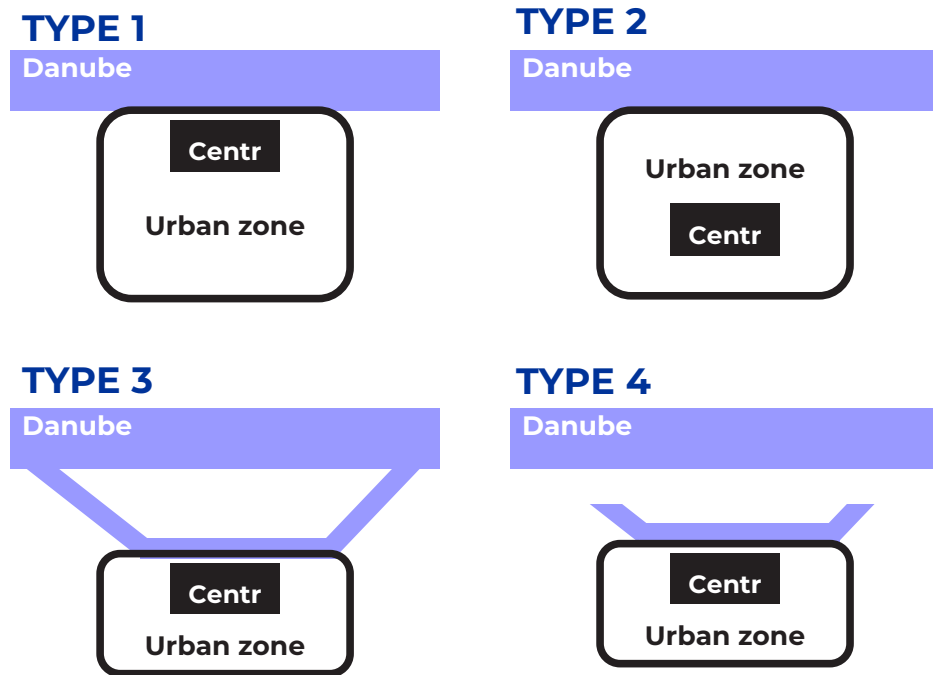 TYPE 1
Danube
Centr
Urban zone
TYPE 2
Danube
Urban zone
Centr
TYPE 3
Danube
Centr
Urban zone
TYPE 4
Danube
Centr
Urban zone